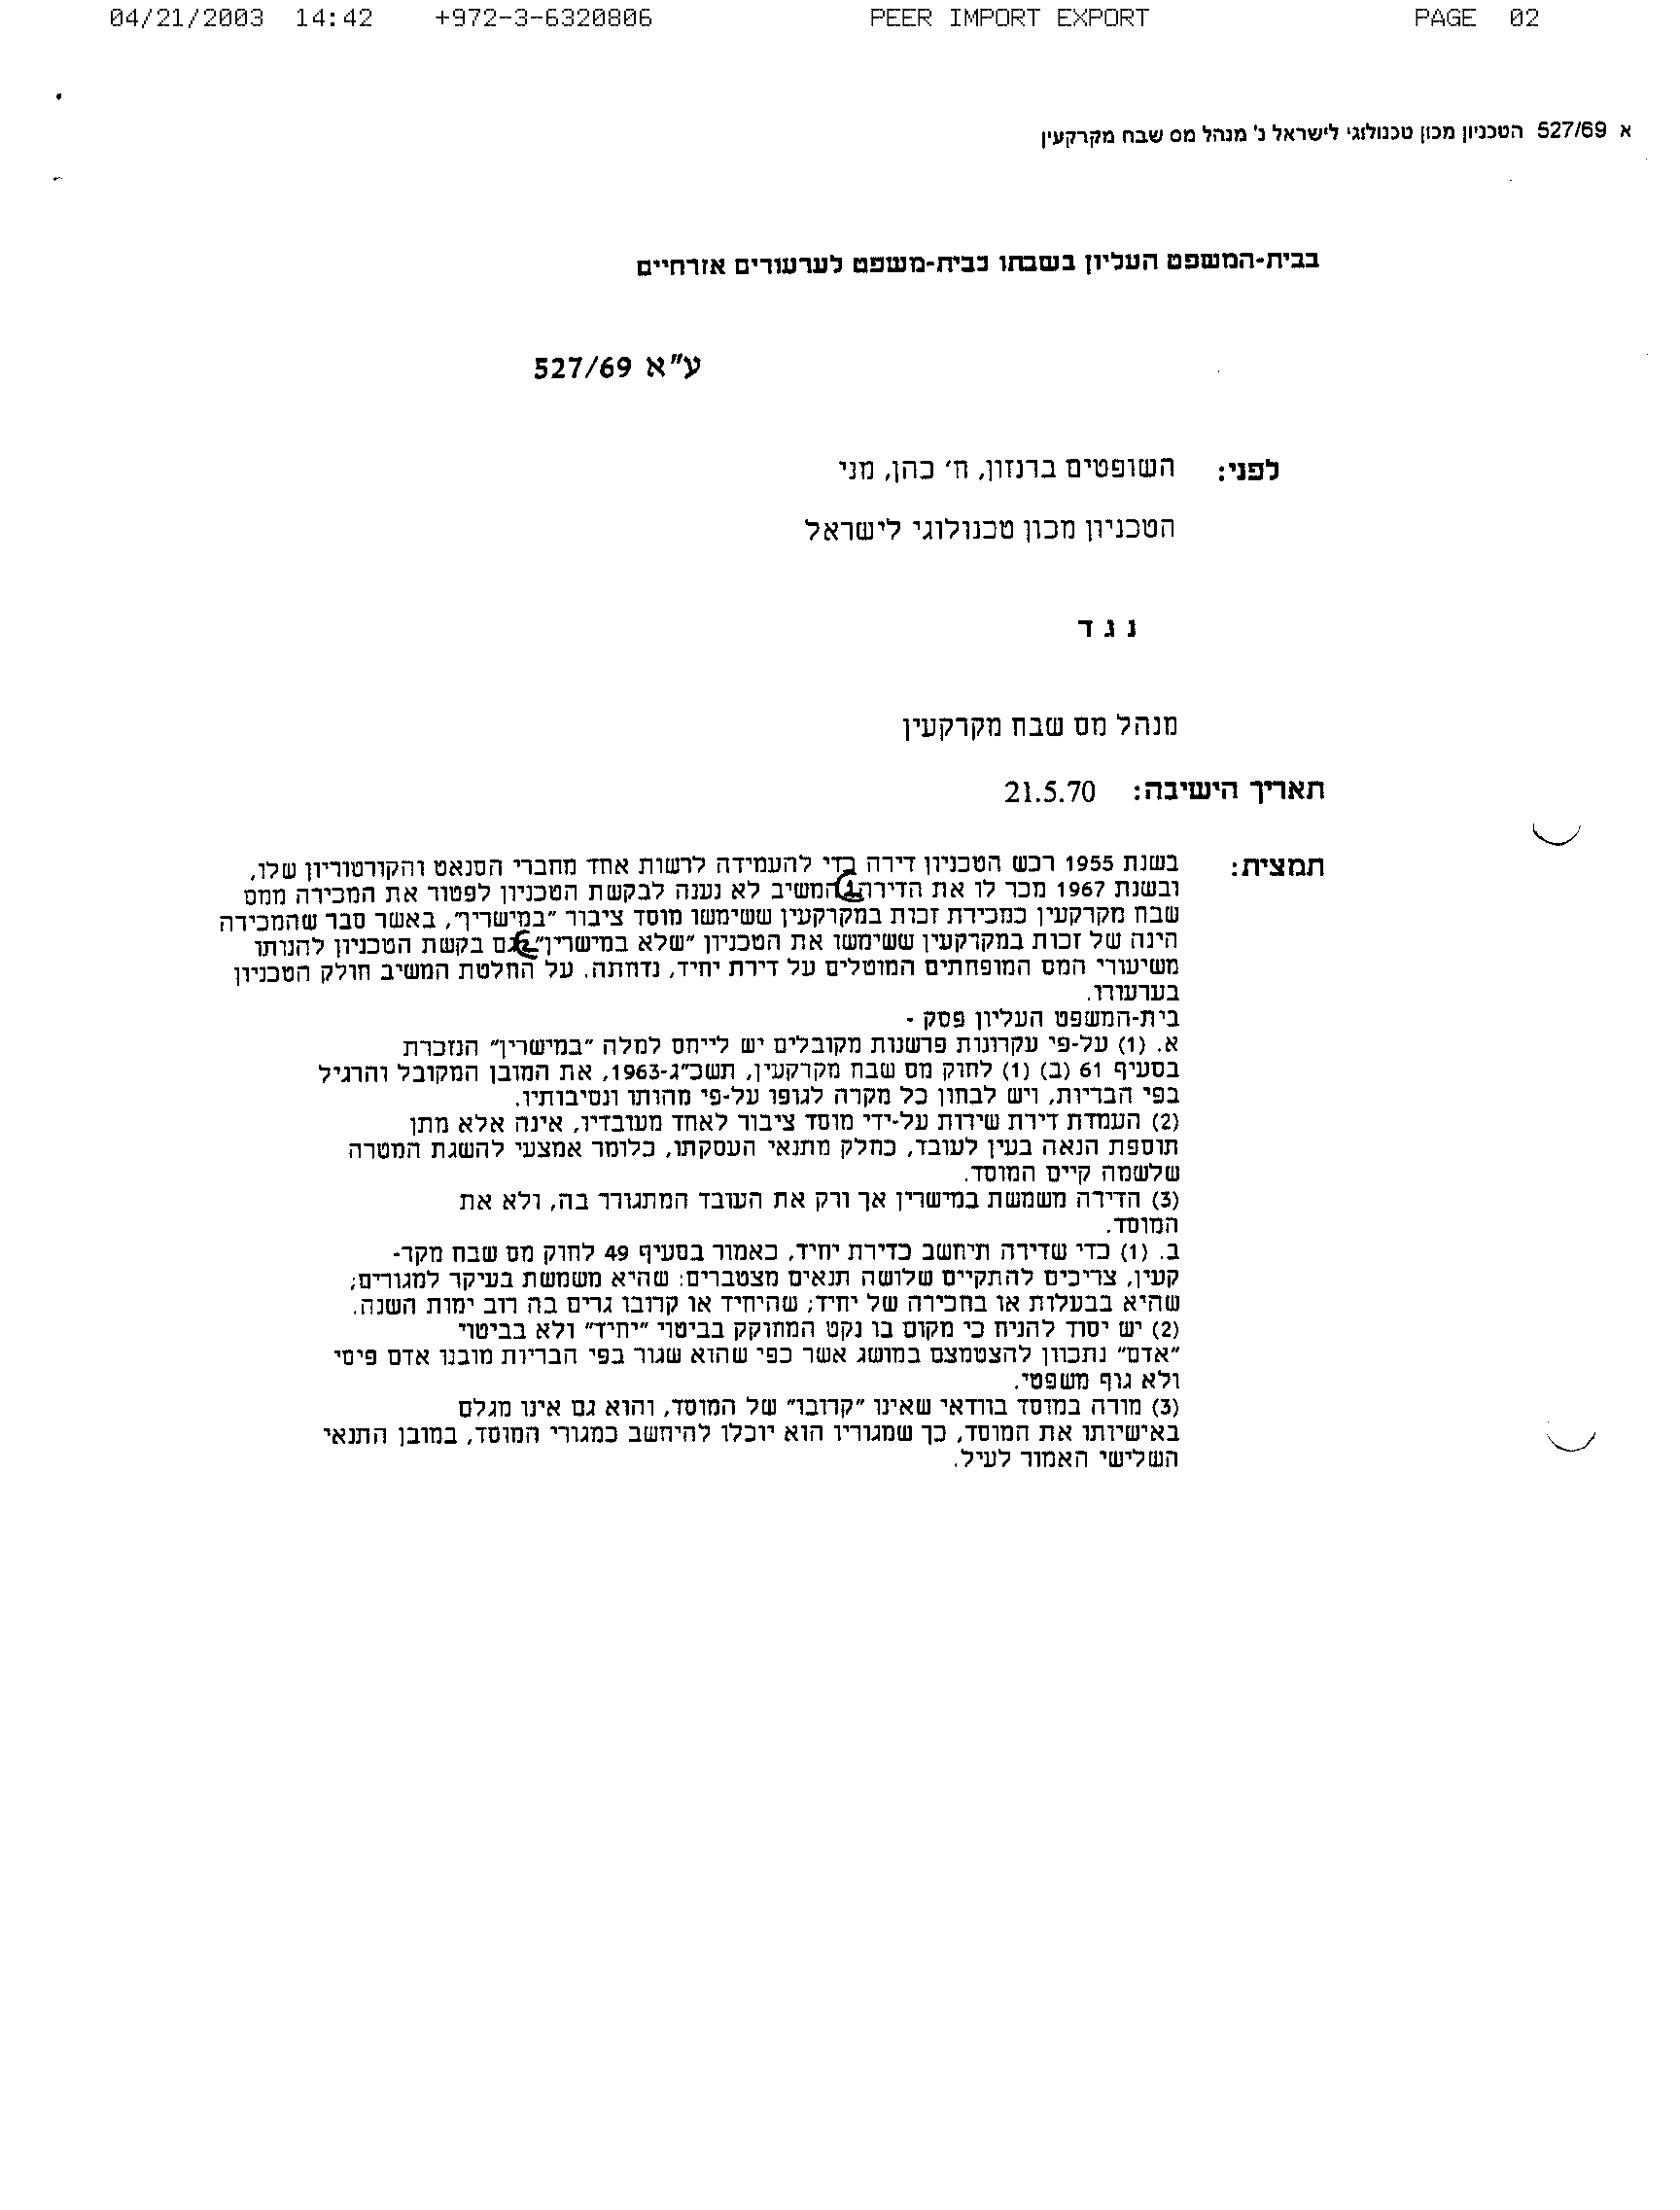 04/21/2003 14:42 +972-3-6320806 PEER IMPORT EXPORT PAGE 02
א 527/69 הטכניון מכון טכנולוגי לישראל נ' מנהל מס שבח מקרקעין
בבית-המשפט העליון בשבתו כבית-משפט לערעורים אזרחיים
ע"א 527/69
לפני: השופטים ברנזון, ח' כהן, מני
הטכניון מכון טכנולוגי לישראל
נ ג ד
מנהל מס שבח מקרקעין
תאריך הישיבה: 21.5.70
תמצית: בשנת 1955 רכש הטכניון דירה כדי להעמידה לרשות אחד מחברי הסנאט והקורטוריון שלו,
ובשנת 1967 מכר לו את הדירה. המשיב לא נענה לבקשת הטכניון לפטור את המכירה ממס
שבח מקרקעין כמכירת זכות במקרקעין ששימשו מוסד ציבור "במישרין", באשר סבר שהמכירה
הינה של זכות במקרקעין ששימשו את הטכניון "שלא במישרין". גם בקשת הטכניון להנותו
משיעורי המס המופחתים המוטלים על דירת יחיד, נדחתה. על החלטת המשיב חולק הטכניון
בערעורו.
בית-המשפט העליון פסק -
א. (1) על-פי עקרונות פרשנות מקובלים יש לייחס למלה "במישרין" הנזכרת
בסעיף 61 (ב) (1) לחוק מס שבח מקרקעין, תשכ"ג-1963, את המובן המקובל והרגיל
בפי הבריות, ויש לבחון כל מקרה לגופו על-פי מהותו ונסיבותיו.
(2) העמדת דירת שירות על-ידי מוסד ציבור לאחד מעובדיו, אינה אלא מתן
תוספת הנאה בעין לעובד, כחלק מתנאי העסקתו, כלומר אמצעי להשגת המטרה
שלשמה קיים המוסד.
(3) הדירה משמשת במישרין אך ורק את העובד המתגורר בה, ולא את
המוסד.
ב. (1) כדי שדירה תיחשב כדירת יחיד, כאמור בסעיף 49 לחוק מס שבח מקר-
קעין, צריכים להתקיים שלושה תנאים מצטברים: שהיא משמשת בעיקר למגורים;
שהיא בבעלות או בחכירה של יחיד; שהיחיד או קרובו גרים בה רוב ימות השנה.
(2) יש יסוד להניח כי מקום בו נקט המחוקק בביטוי "יחיד" ולא בביטוי
"אדם" נתכוון להצטמצם במושג אשר כפי שהוא שגור בפי הבריות מובנו אדם פיסי
ולא גוף משפטי.
(3) מורה במוסד בוודאי שאינו "קרובו" של המוסד, והוא גם אינו מגלם
באישיותו את המוסד, כך שמגוריו הוא יוכלו להיחשב כמגורי המוסד, במובן התנאי
השלישי האמור לעיל.